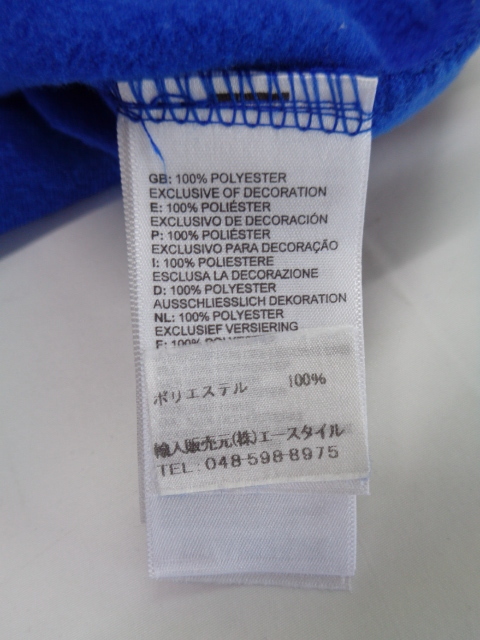 GB: 100% POLYESTER
EXCLUSIVE OF DECORATION
E: 100% POLIÉSTER
EXCLUSIVO DE DECORACIÓN
P: 100% POLIÉSTER
EXCLUSIVO PARA DECORAÇÃO
I: 100% POLIESTERE
ESCLUSA LA DECORAZIONE
D: 100% POLYESTER
AUSSCHLIESSLICH DEKORATION
NL: 100% POLYESTER
EXCLUSIEF VERSIERING
F: 100% POLYESTER
ポリエステル 100%
輸入販売元(株)エースタイル
TEL: 048-598-8975